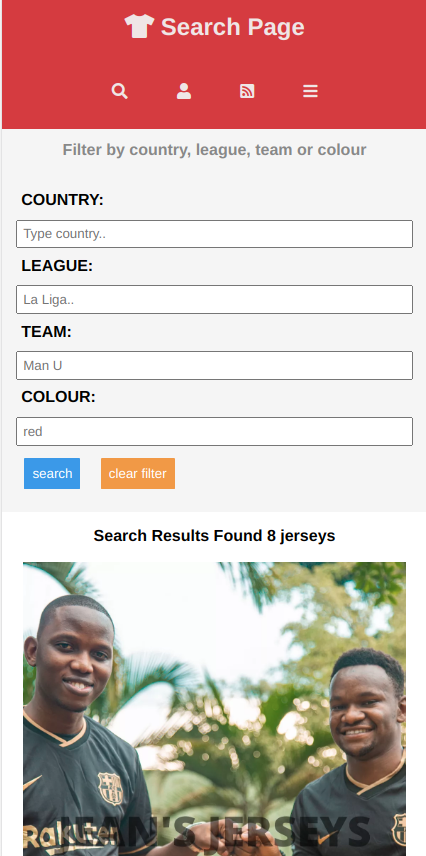 Search Page
Filter by country, league, team or colour
COUNTRY:
Type country..
LEAGUE:
La Liga..
TEAM:
Man U
COLOUR:
red
search
clear filter
Search Results Found 8 jerseys
Rakuten
JEAN'S JERSEYS